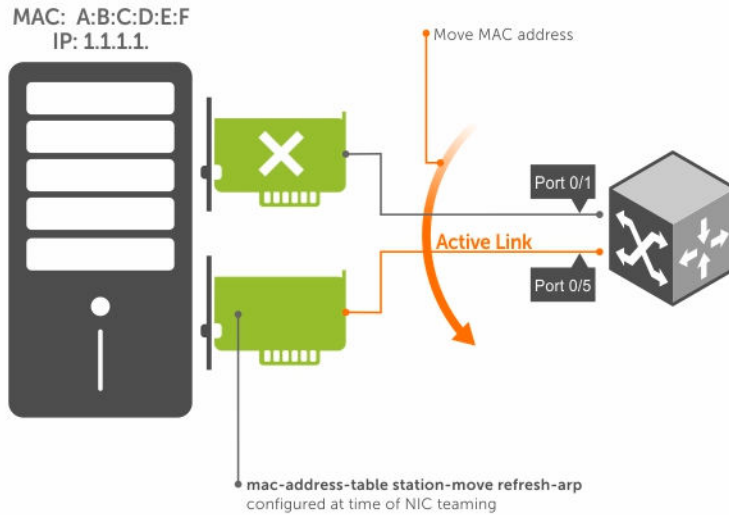 MAC: A:B:C:D:E:F
IP: 1.1.1.1.
Move MAC address
Port 0/1
Active Link
Port 0/5
mac-address-table station-move refresh-arp
configured at time of NIC teaming